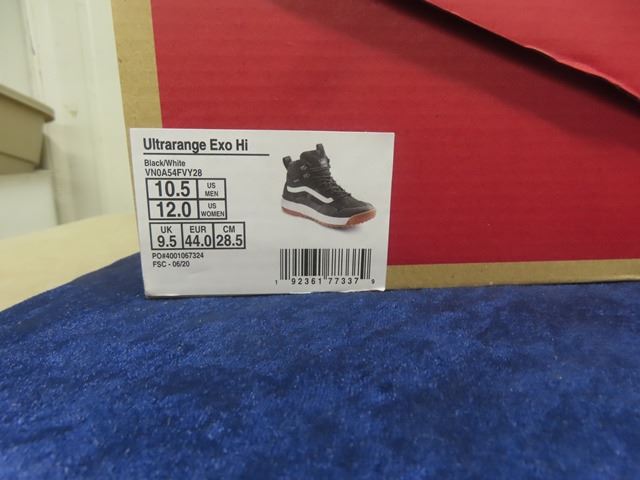 Ultrarange Exo Hi
Black/White
VN0A54FVY28
10.5 US MEN
12.0 US WOMEN
UK EUR CM
9.5 44.0 28.5
PO#4001067324
FSC - 06/20
1 92361 77337 9